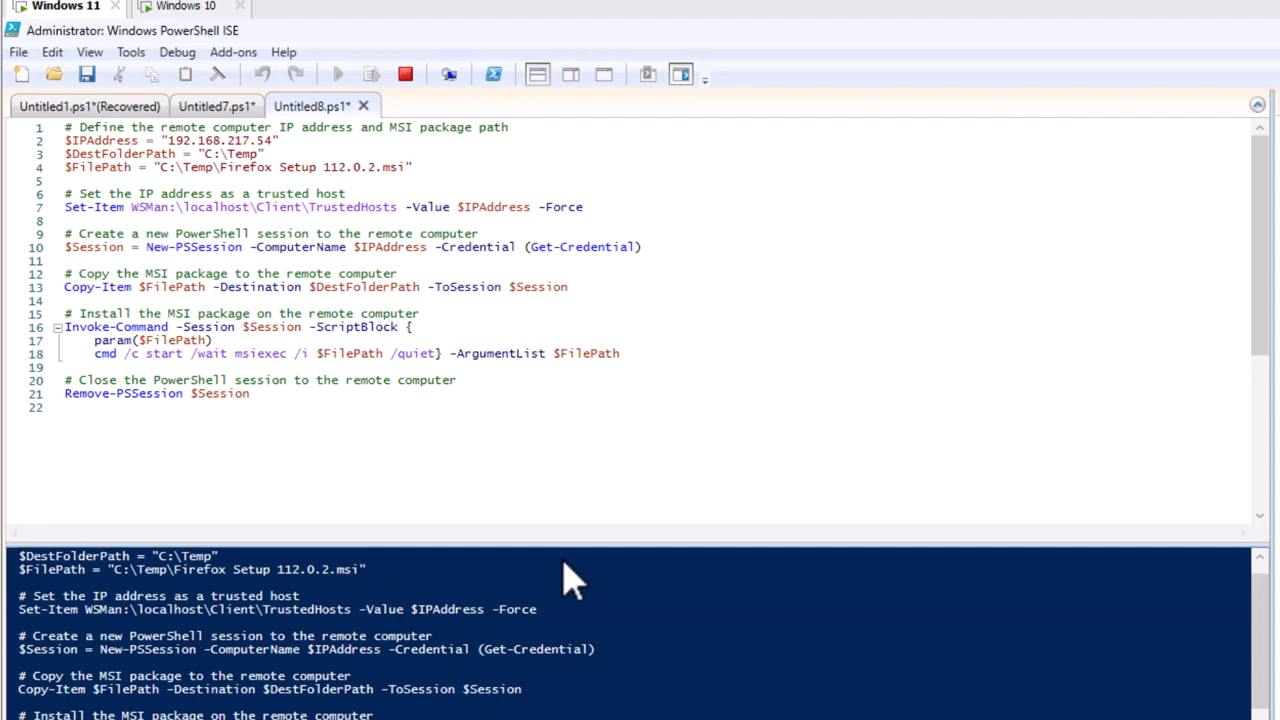 Windows 11
Windows 10
Administrator: Windows PowerShell ISE
File Edit View Tools Debug Add-ons Help
Untitled1.ps1*(Recovered) Untitled7.ps1* Untitled8.ps1*
1 # Define the remote computer IP address and MSI package path
2 $IPAddress = "192.168.217.54"
3 $DestFolderPath = "C:\Temp"
4 $FilePath = "C:\Temp\Firefox Setup 112.0.2.msi"
5
6 # Set the IP address as a trusted host
7 Set-Item WSMan:\localhost\Client\TrustedHosts -Value $IPAddress -Force
8
9 # Create a new PowerShell session to the remote computer
10 $Session = New-PSSession -ComputerName $IPAddress -Credential (Get-Credential)
11
12 # Copy the MSI package to the remote computer
13 Copy-Item $FilePath -Destination $DestFolderPath -ToSession $Session
14
15 # Install the MSI package on the remote computer
16 Invoke-Command -Session $Session -ScriptBlock {
17 param($FilePath)
18 cmd /c start /wait msiexec /i $FilePath /quiet} -ArgumentList $FilePath
19
20 # Close the PowerShell session to the remote computer
21 Remove-PSSession $Session
22
$DestFolderPath = "C:\Temp"
$FilePath = "C:\Temp\Firefox Setup 112.0.2.msi"
# Set the IP address as a trusted host
Set-Item WSMan:\localhost\Client\TrustedHosts -Value $IPAddress -Force
# Create a new PowerShell session to the remote computer
$Session = New-PSSession -ComputerName $IPAddress -Credential (Get-Credential)
# Copy the MSI package to the remote computer
Copy-Item $FilePath -Destination $DestFolderPath -ToSession $Session
# Install the MSI package on the remote computer